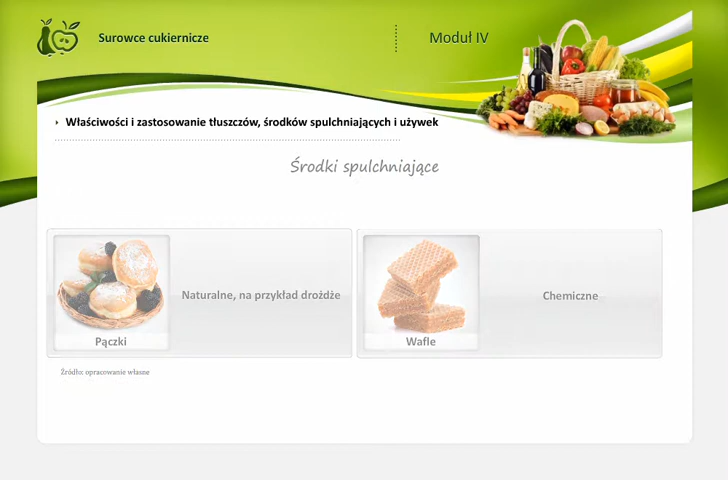 Surowce cukiernicze
Moduł IV
Właściwości i zastosowanie tłuszczów, środków spulchniających i używek
Środki spulchniające
Naturalne, na przykład drożdże
Pączki
Chemiczne
Wafle
Źródło: opracowanie własne